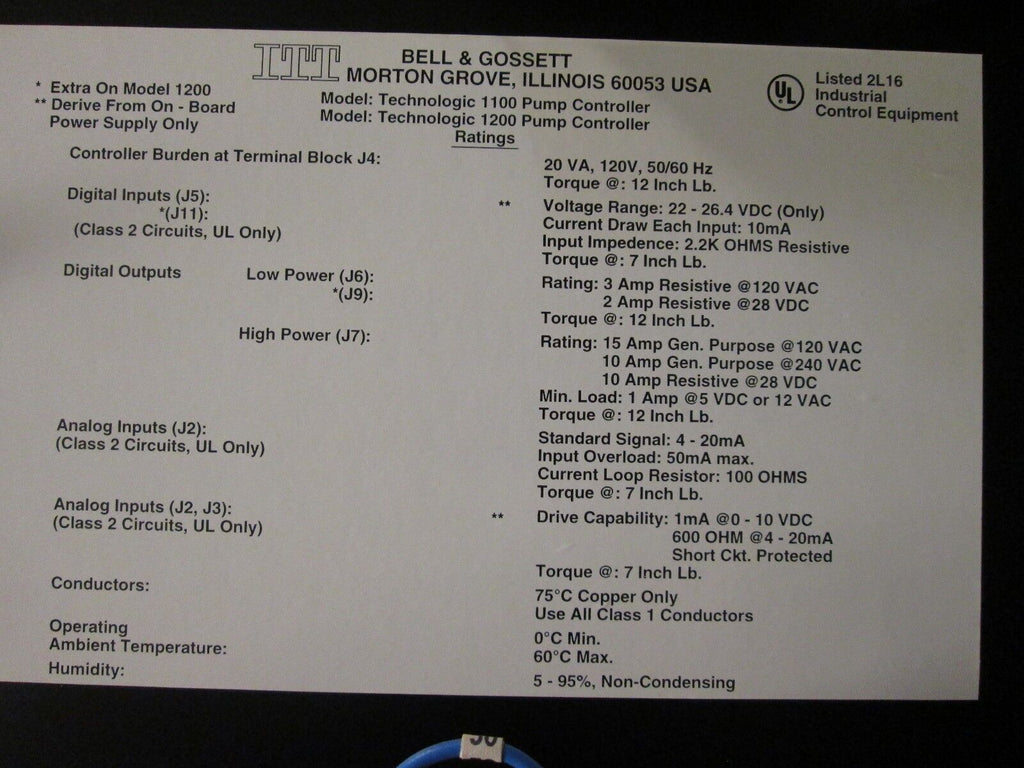 ITT BELL & GOSSETT
MORTON GROVE, ILLINOIS 60053 USA
* Extra On Model 1200
** Derive From On - Board
Power Supply Only
Model: Technologic 1100 Pump Controller
Model: Technologic 1200 Pump Controller
UL Listed 2L16
Industrial
Control Equipment
Ratings
Controller Burden at Terminal Block J4:
20 VA, 120V, 50/60 Hz
Torque @: 12 Inch Lb.
Digital Inputs (J5):
*(J11):
(Class 2 Circuits, UL Only)
** Voltage Range: 22 - 26.4 VDC (Only)
Current Draw Each Input: 10mA
Input Impedence: 2.2K OHMS Resistive
Torque @: 7 Inch Lb.
Digital Outputs Low Power (J6):
*(J9):
Rating: 3 Amp Resistive @120 VAC
2 Amp Resistive @28 VDC
Torque @: 12 Inch Lb.
High Power (J7):
Rating: 15 Amp Gen. Purpose @120 VAC
10 Amp Gen. Purpose @240 VAC
10 Amp Resistive @28 VDC
Min. Load: 1 Amp @5 VDC or 12 VAC
Torque @: 12 Inch Lb.
Analog Inputs (J2):
(Class 2 Circuits, UL Only)
Standard Signal: 4 - 20mA
Input Overload: 50mA max.
Current Loop Resistor: 100 OHMS
Torque @: 7 Inch Lb.
Analog Inputs (J2, J3):
(Class 2 Circuits, UL Only)
** Drive Capability: 1mA @0 - 10 VDC
600 OHM @4 - 20mA
Short Ckt. Protected
Torque @: 7 Inch Lb.
Conductors:
75°C Copper Only
Use All Class 1 Conductors
Operating
Ambient Temperature:
0°C Min.
60°C Max.
Humidity:
5 - 95%, Non-Condensing